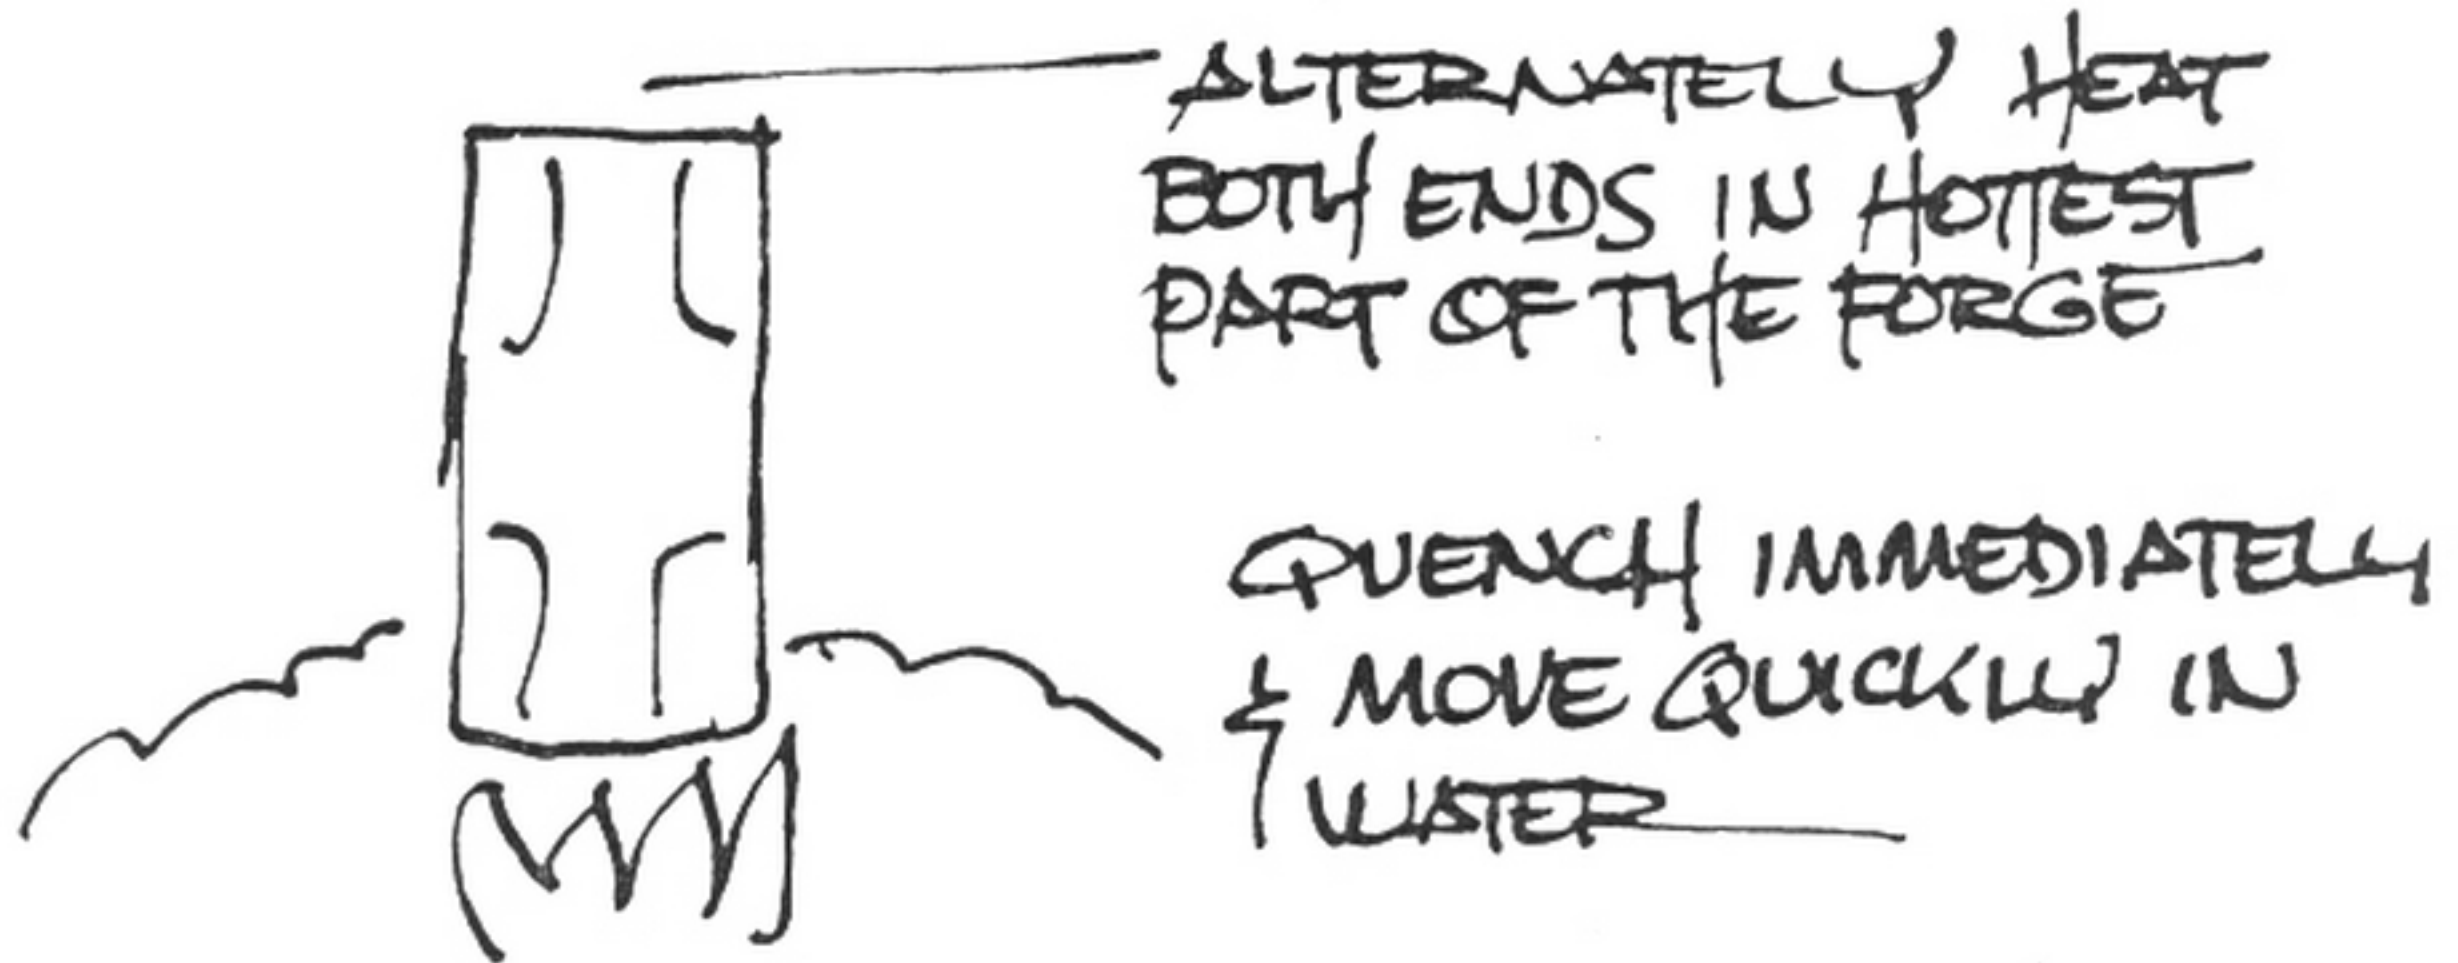 ALTERNATELY HEAT
BOTH ENDS IN HOTTEST
PART OF THE FORGE
QUENCH IMMEDIATELY
& MOVE QUICKLY IN
WATER